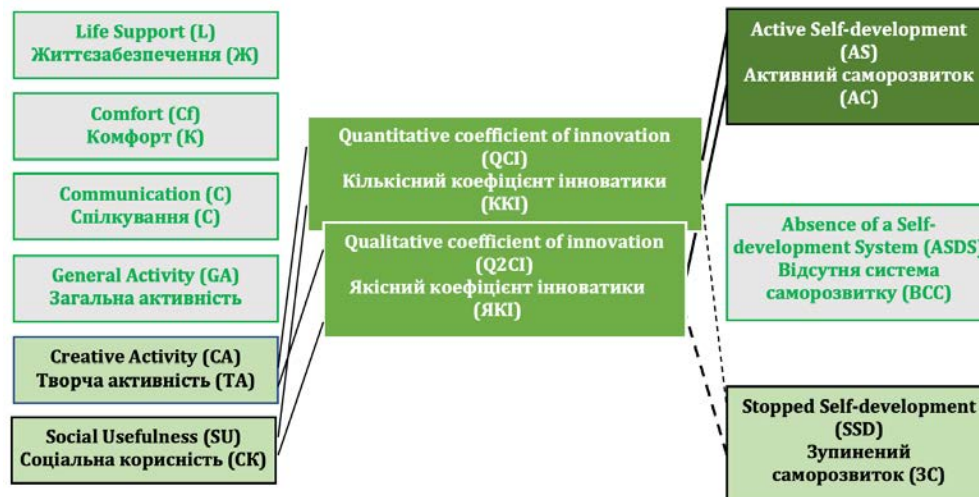 Life Support (L)
Життєзабезпечення (Ж)
Comfort (Cf)
Комфорт (К)
Communication (C)
Спілкування (С)
General Activity (GA)
Загальна активність
Creative Activity (CA)
Творча активність (ТА)
Social Usefulness (SU)
Соціальна корисність (СК)
Quantitative coefficient of innovation
(QCI)
Кількісний коефіцієнт інноватики
(ККІ)
Qualitative coefficient of innovation
(Q2CI)
Якісний коефіцієнт інноватики
(ЯКІ)
Active Self-development
(AS)
Активний саморозвиток
(АС)
Absence of a Self-
development System (ASDS)
Відсутня система
саморозвитку (ВСС)
Stopped Self-development
(SSD)
Зупинений
саморозвиток (ЗС)